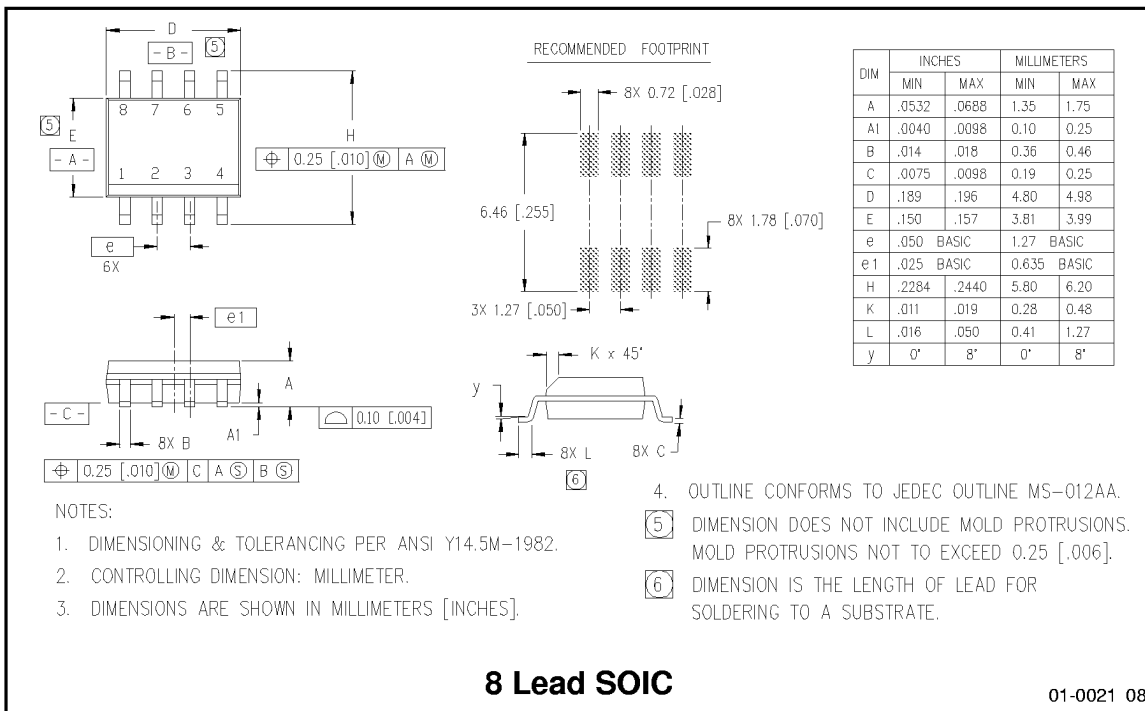 D
- B - 5
8 7 6 5
5 E
- A -
1 2 3 4
H
⌖ 0.25 [.010] Ⓜ A Ⓜ
e
6X
RECOMMENDED FOOTPRINT
8X 0.72 [.028]
6.46 [.255]
8X 1.78 [.070]
3X 1.27 [.050]
DIM INCHES MILLIMETERS
MIN MAX MIN MAX
A .0532 .0688 1.35 1.75
A1 .0040 .0098 0.10 0.25
B .014 .018 0.36 0.46
C .0075 .0098 0.19 0.25
D .189 .196 4.80 4.98
E .150 .157 3.81 3.99
e .050 BASIC 1.27 BASIC
e1 .025 BASIC 0.635 BASIC
H .2284 .2440 5.80 6.20
K .011 .019 0.28 0.48
L .016 .050 0.41 1.27
y 0° 8° 0° 8°
e1
A
- C -
8X B
A1
⌓ 0.10 [.004]
⌖ 0.25 [.010] Ⓜ C A Ⓢ B Ⓢ
K x 45°
y
8X L
6
8X C
NOTES:
1. DIMENSIONING & TOLERANCING PER ANSI Y14.5M-1982.
2. CONTROLLING DIMENSION: MILLIMETER.
3. DIMENSIONS ARE SHOWN IN MILLIMETERS [INCHES].
4. OUTLINE CONFORMS TO JEDEC OUTLINE MS-012AA.
5 DIMENSION DOES NOT INCLUDE MOLD PROTRUSIONS.
MOLD PROTRUSIONS NOT TO EXCEED 0.25 [.006].
6 DIMENSION IS THE LENGTH OF LEAD FOR
SOLDERING TO A SUBSTRATE.
8 Lead SOIC
01-0021 08